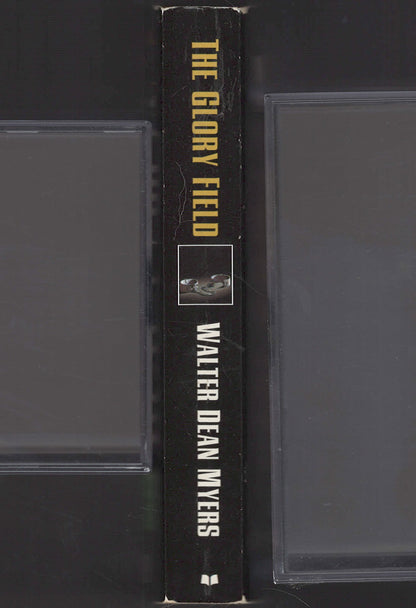 THE GLORY FIELD
WALTER DEAN MYERS